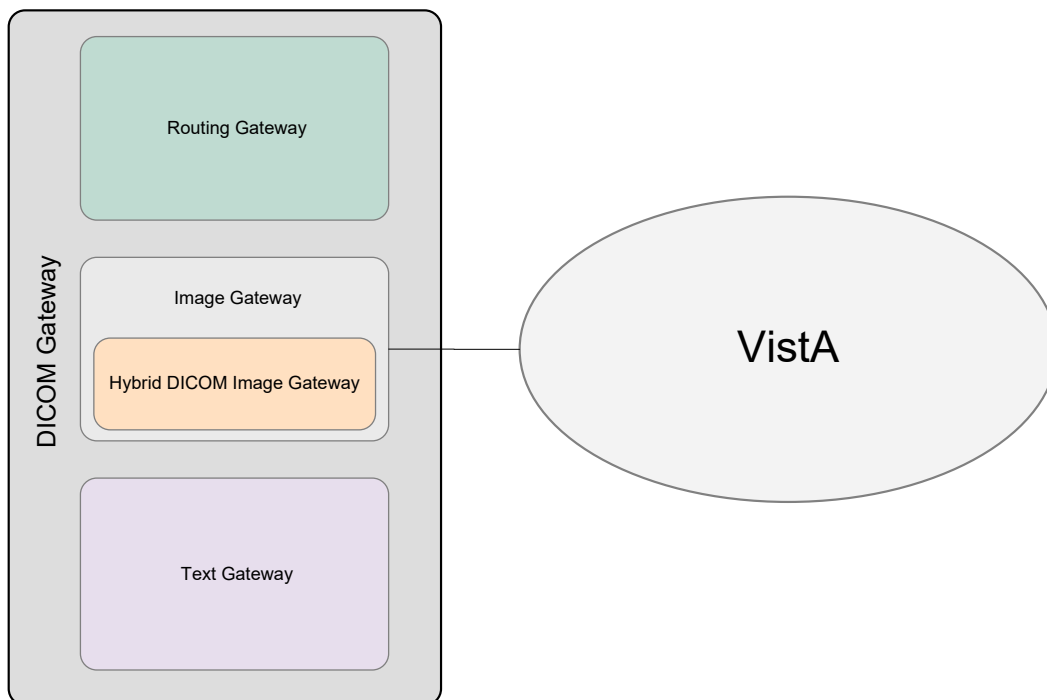 DICOM Gateway
Routing Gateway
Image Gateway
Hybrid DICOM Image Gateway
Text Gateway
VistA